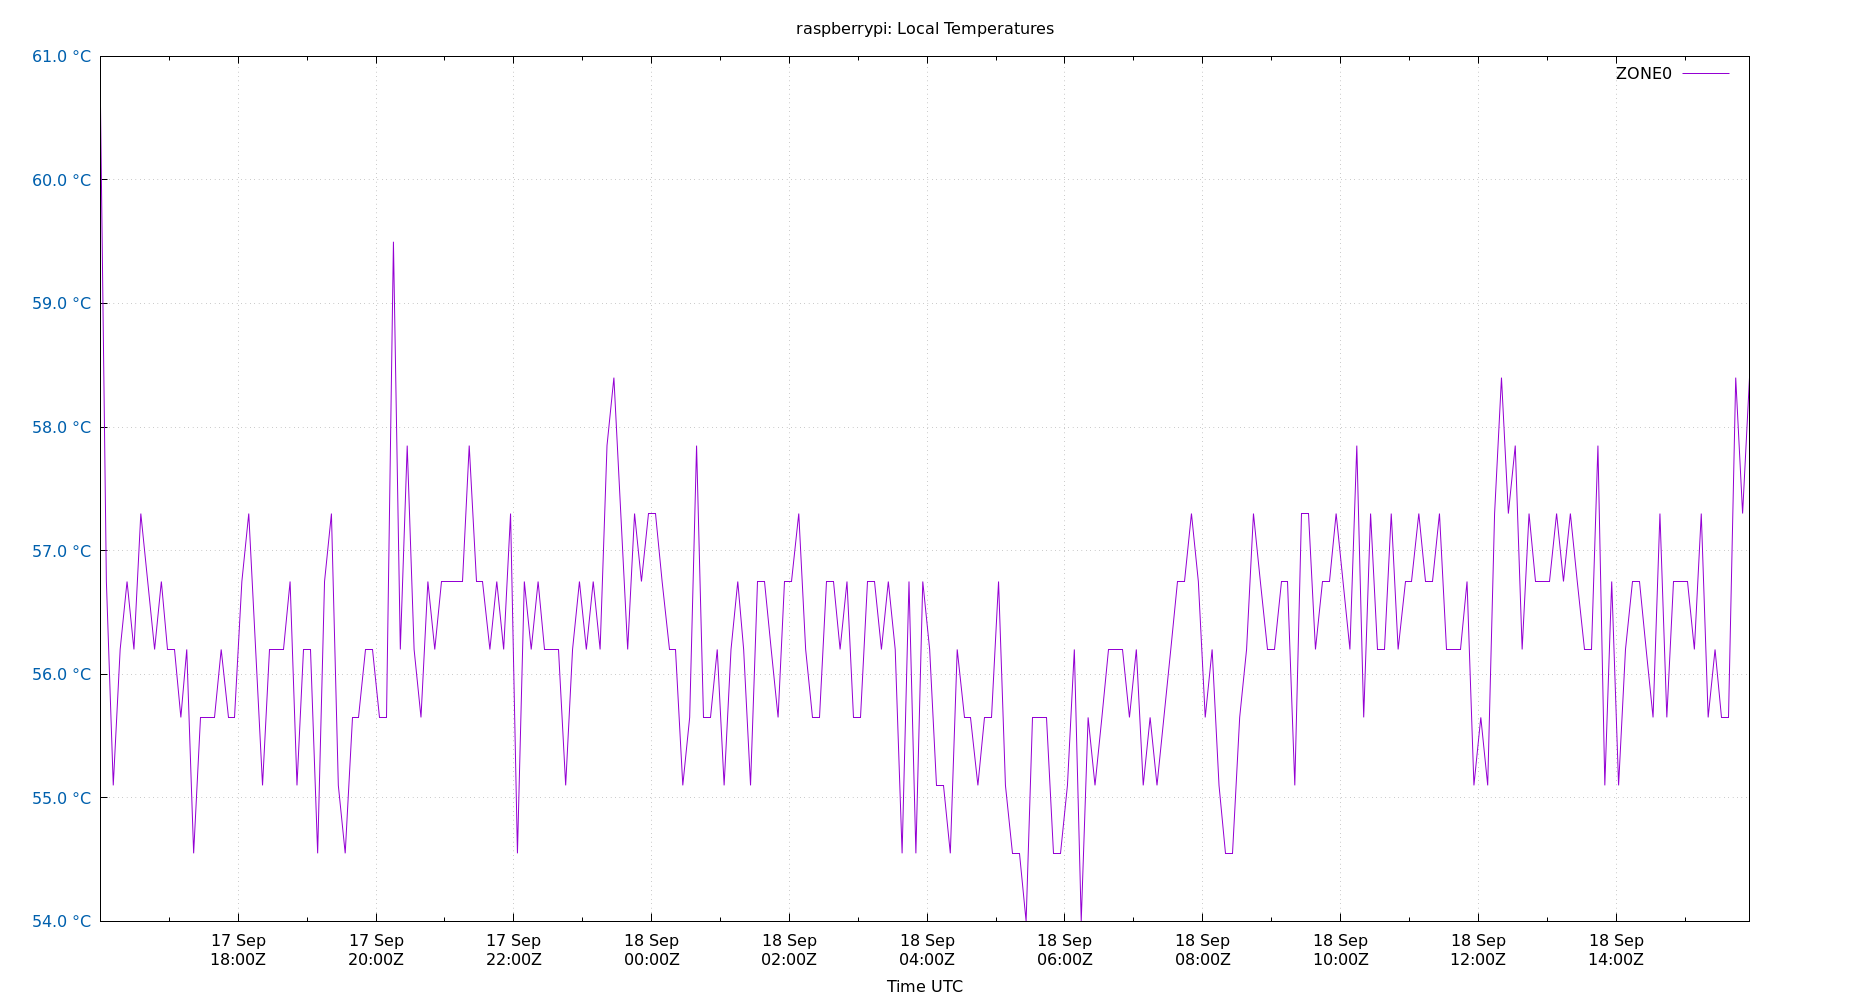 raspberrypi: Local Temperatures
61.0 °C
ZONE0
60.0 °C
59.0 °C
58.0 °C
57.0 °C
56.0 °C
55.0 °C
54.0 °C
17 Sep 17 Sep 17 Sep 18 Sep 18 Sep 18 Sep 18 Sep 18 Sep 18 Sep 18 Sep 18 Sep
18:00Z 20:00Z 22:00Z 00:00Z 02:00Z 04:00Z 06:00Z 08:00Z 10:00Z 12:00Z 14:00Z
Time UTC